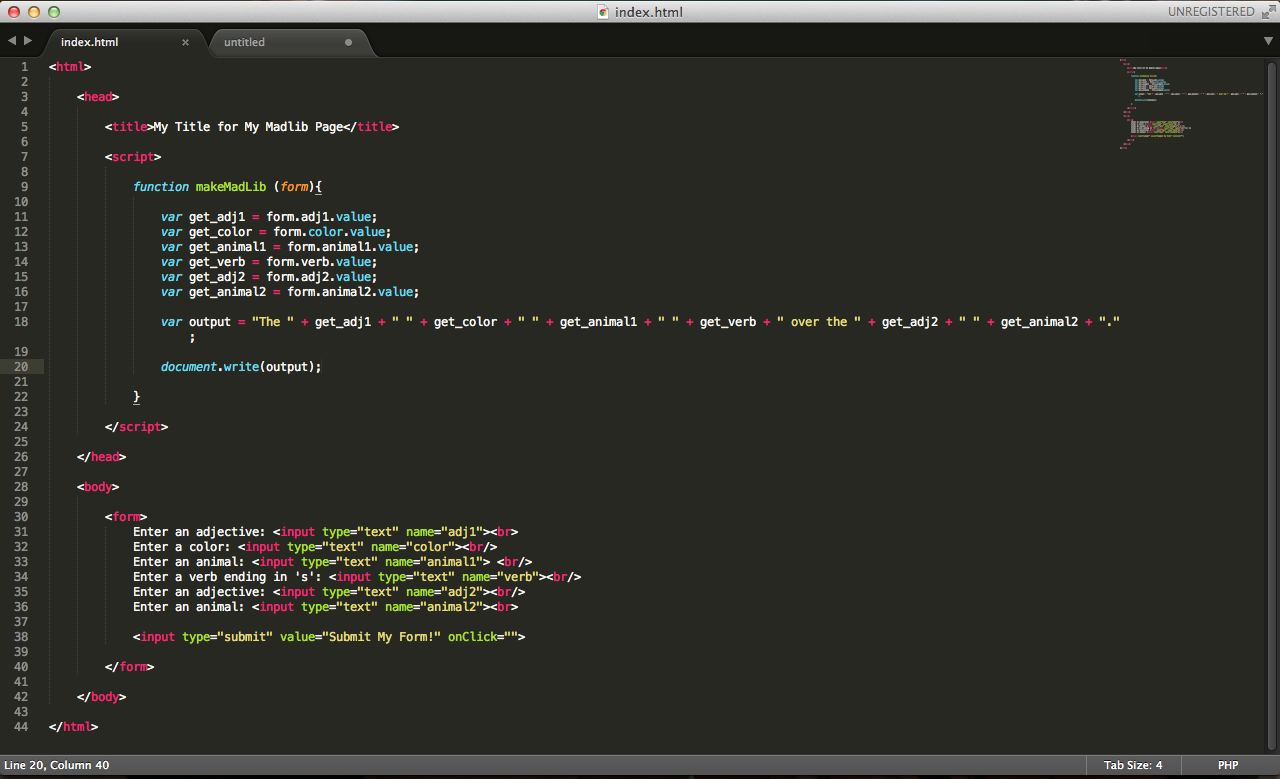 index.html
UNREGISTERED
index.html × untitled
1 <html>
2
3 <head>
4
5 <title>My Title for My Madlib Page</title>
6
7 <script>
8
9 function makeMadLib (form){
10
11 var get_adj1 = form.adj1.value;
12 var get_color = form.color.value;
13 var get_animal1 = form.animal1.value;
14 var get_verb = form.verb.value;
15 var get_adj2 = form.adj2.value;
16 var get_animal2 = form.animal2.value;
17
18 var output = "The " + get_adj1 + " " + get_color + " " + get_animal1 + " " + get_verb + " over the " + get_adj2 + " " + get_animal2 + "."
;
19
20 document.write(output);
21
22 }
23
24 </script>
25
26 </head>
27
28 <body>
29
30 <form>
31 Enter an adjective: <input type="text" name="adj1"><br>
32 Enter a color: <input type="text" name="color"><br/>
33 Enter an animal: <input type="text" name="animal1"> <br/>
34 Enter a verb ending in 's': <input type="text" name="verb"><br/>
35 Enter an adjective: <input type="text" name="adj2"><br/>
36 Enter an animal: <input type="text" name="animal2"><br>
37
38 <input type="submit" value="Submit My Form!" onClick="">
39
40 </form>
41
42 </body>
43
44 </html>
Line 20, Column 40
Tab Size: 4
PHP